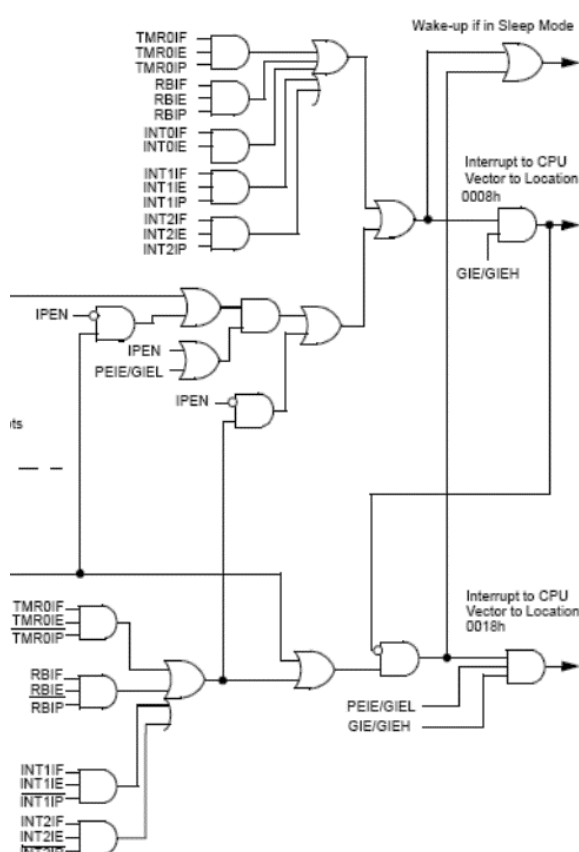 Wake-up if in Sleep Mode
TMR0IF
TMR0IE
TMR0IP
RBIF
RBIE
RBIP
INT0IF
INT0IE
INT1IF
INT1IE
INT1IP
INT2IF
INT2IE
INT2IP
Interrupt to CPU
Vector to Location
0008h
GIE/GIEH
IPEN
IPEN
PEIE/GIEL
IPEN
ots
Interrupt to CPU
Vector to Location
0018h
TMR0IF
TMR0IE
TMR0IP
RBIF
RBIE
RBIP
PEIE/GIEL
GIE/GIEH
INT1IF
INT1IE
INT1IP
INT2IF
INT2IE
INT2IP